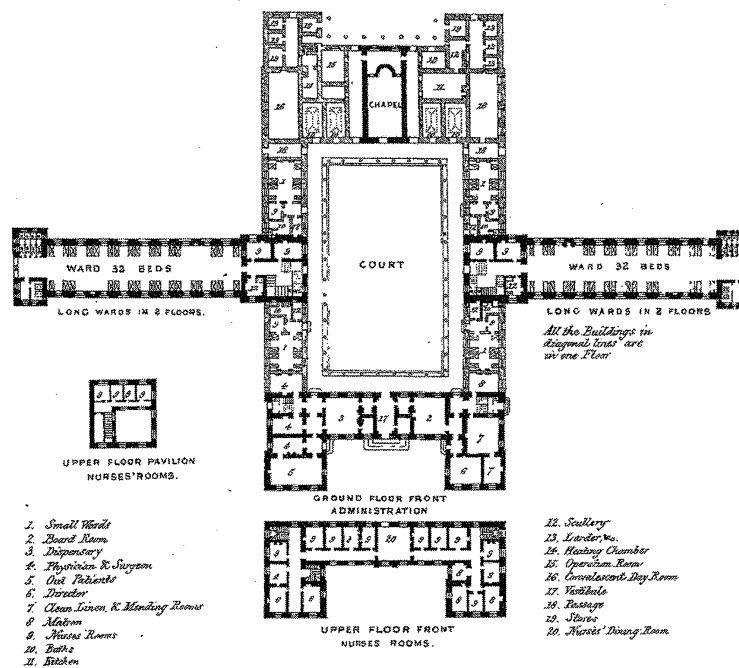 CHAPEL
COURT
WARD 32 BEDS
LONG WARDS IN 2 FLOORS.
WARD 32 BEDS
LONG WARDS IN 2 FLOORS
All the Buildings in
diagonal lines are
in one Floor
UPPER FLOOR PAVILION
NURSES' ROOMS.
GROUND FLOOR FRONT
ADMINISTRATION
UPPER FLOOR FRONT
NURSES ROOMS.
1. Small Wards
2. Board Room
3. Dispensary
4. Physician & Surgeon
5 Out Patients
6 Director
7 Clean Linen, & Mending Rooms
8 Matron
9. Nurses Rooms
10. Baths
11. Kitchen
12. Scullery
13. Larder, &c.
14. Heating Chamber
15. Operation Room
16. Convalescent Day Room
17. Vestibule
18. Passage
19. Stores
20. Nurses' Dining Room